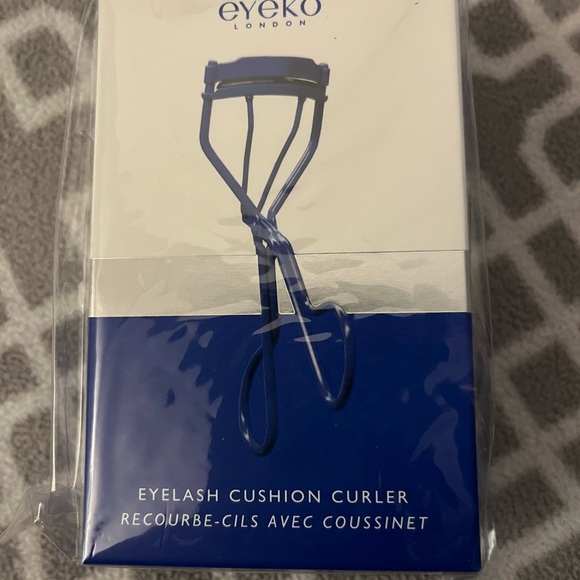 eyeko
LONDON
EYELASH CUSHION CURLER
RECOURBE-CILS AVEC COUSSINET